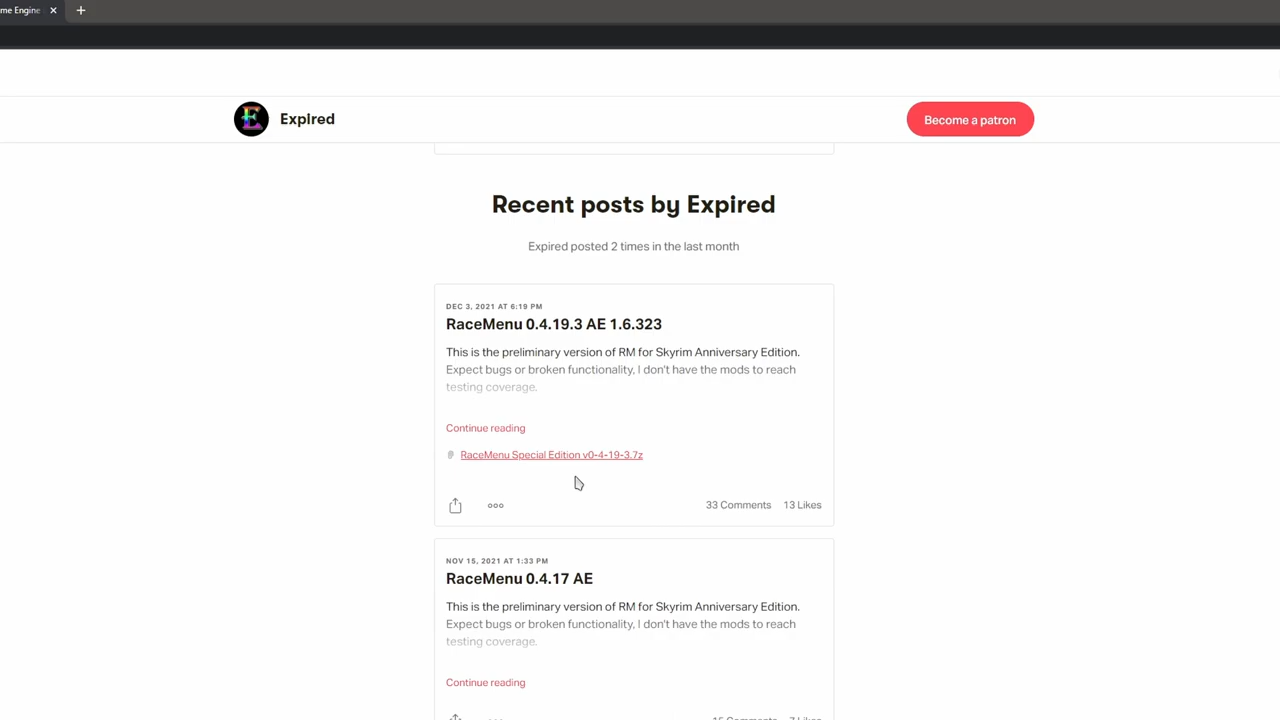 me Engine
Expired
Become a patron
Recent posts by Expired
Expired posted 2 times in the last month
DEC 3, 2021 AT 6:19 PM
RaceMenu 0.4.19.3 AE 1.6.323
This is the preliminary version of RM for Skyrim Anniversary Edition.
Expect bugs or broken functionality, I don't have the mods to reach
testing coverage.
Continue reading
RaceMenu Special Edition v0-4-19-3.7z
33 Comments 13 Likes
NOV 15, 2021 AT 1:33 PM
RaceMenu 0.4.17 AE
This is the preliminary version of RM for Skyrim Anniversary Edition.
Expect bugs or broken functionality, I don't have the mods to reach
testing coverage.
Continue reading
Comments 7 Likes